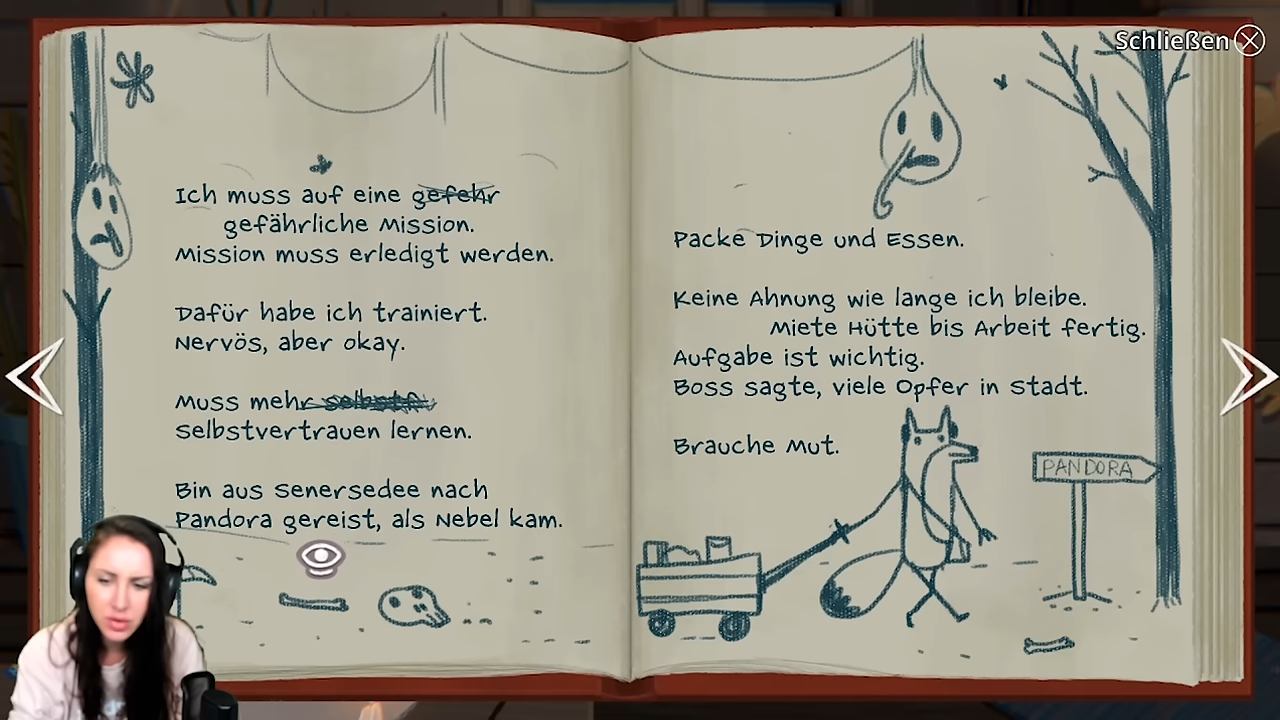 Schließen
Ich muss auf eine gefehr
gefährliche Mission.
Mission muss erledigt werden.
Dafür habe ich trainiert.
Nervös, aber okay.
Muss mehr
selbstvertrauen lernen.
Bin aus Senersedee nach
Pandora gereist, als Nebel kam.
Packe Dinge und Essen.
Keine Ahnung wie lange ich bleibe.
Miete Hütte bis Arbeit fertig.
Aufgabe ist wichtig.
Boss sagte, viele Opfer in Stadt.
Brauche Mut.
PANDORA